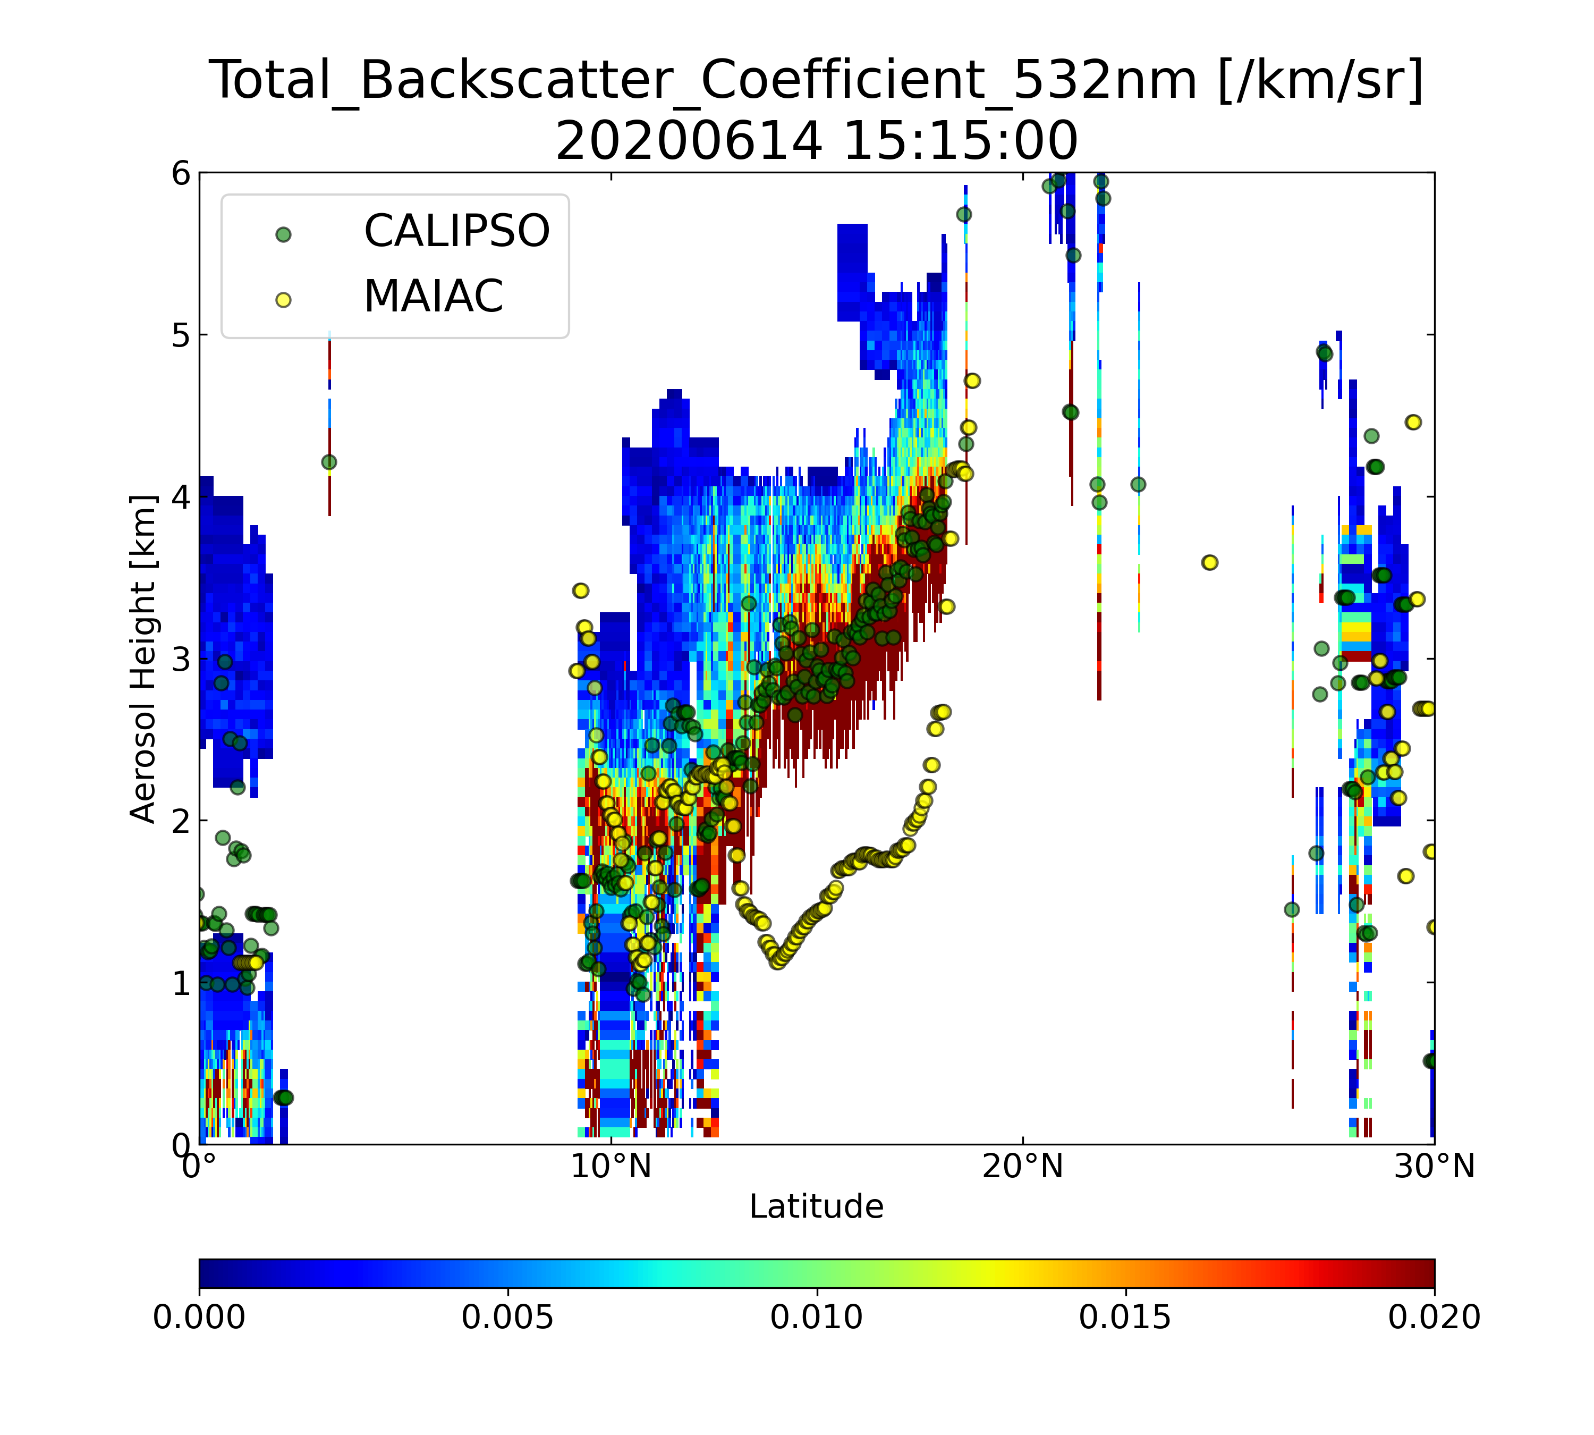 Total_Backscatter_Coefficient_532nm [/km/sr]
20200614 15:15:00
CALIPSO
MAIAC
Aerosol Height [km]
6
5
4
3
2
1
0
0°
10°N
20°N
30°N
Latitude
0.000
0.005
0.010
0.015
0.020